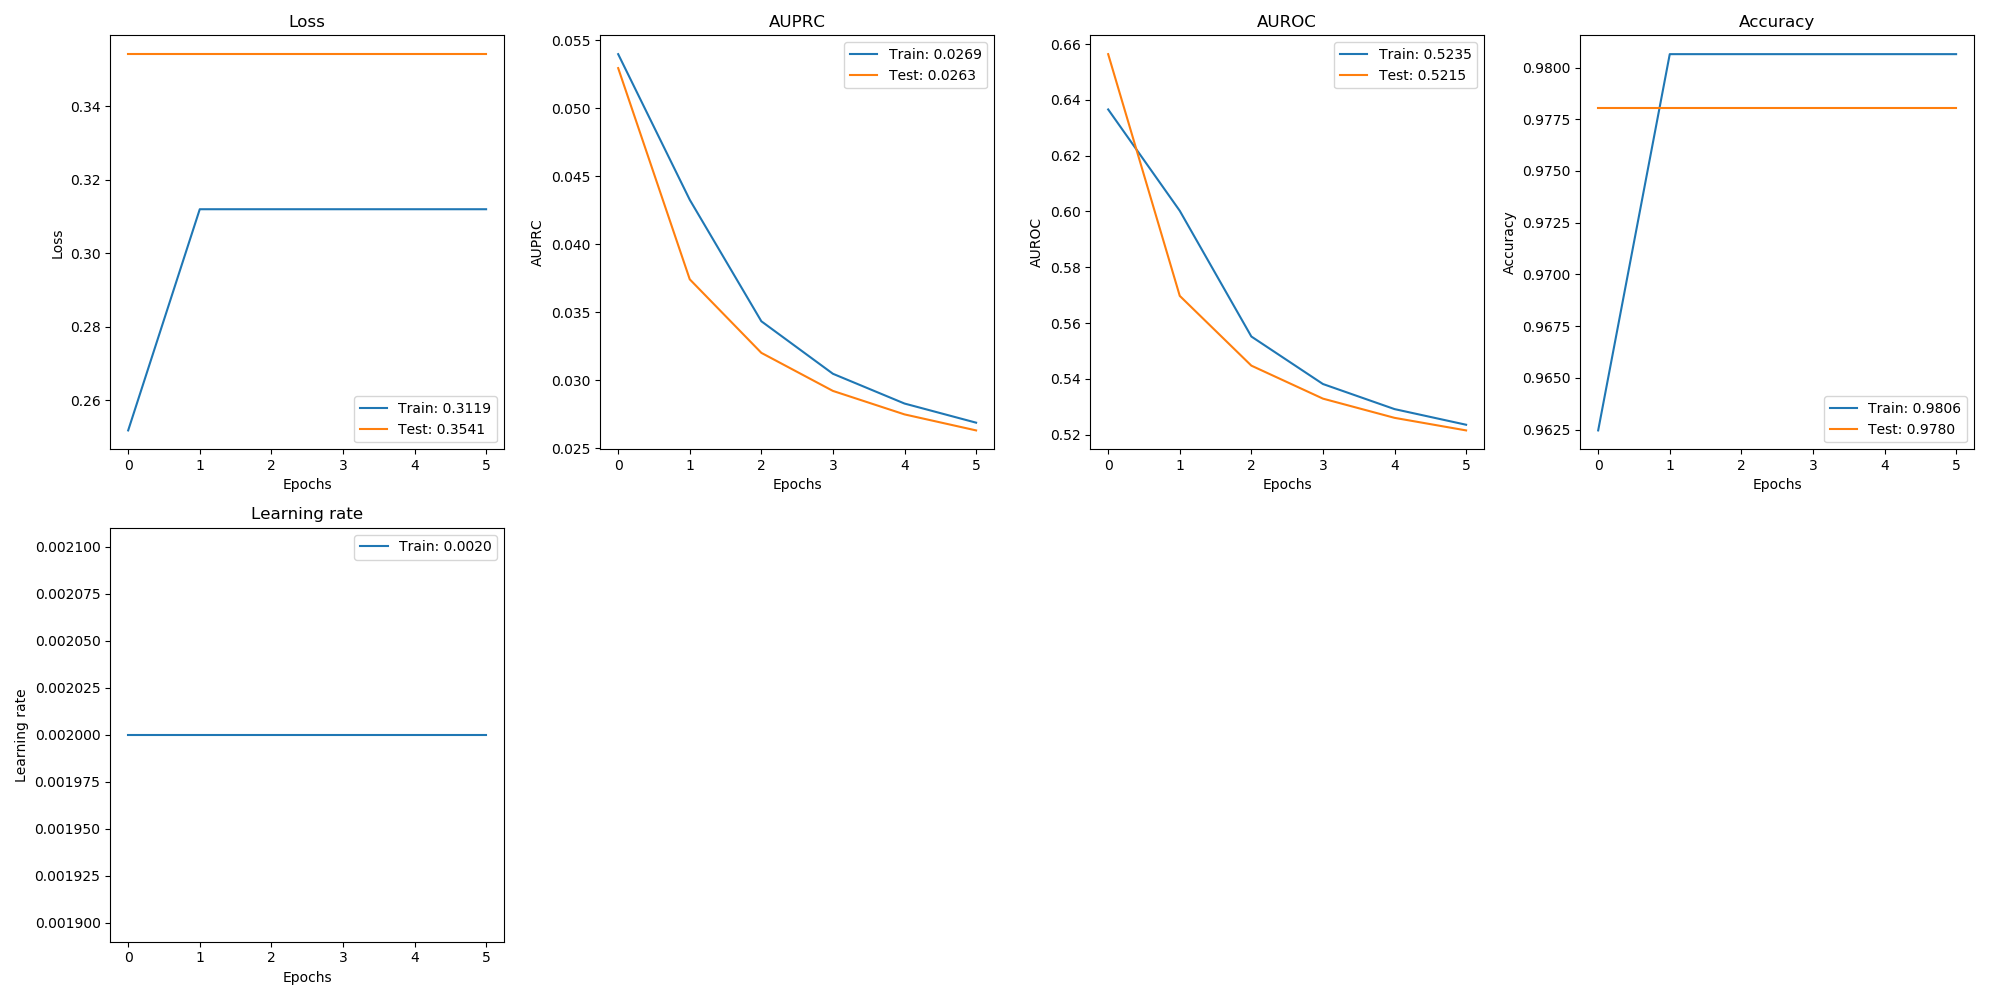 Loss
0.34
0.32
0.30
0.28
0.26
Loss
Train: 0.3119
Test: 0.3541
0 1 2 3 4 5
Epochs
AUPRC
0.055
0.050
0.045
0.040
0.035
0.030
0.025
AUPRC
Train: 0.0269
Test: 0.0263
0 1 2 3 4 5
Epochs
AUROC
0.66
0.64
0.62
0.60
0.58
0.56
0.54
0.52
AUROC
Train: 0.5235
Test: 0.5215
0 1 2 3 4 5
Epochs
Accuracy
0.9800
0.9775
0.9750
0.9725
0.9700
0.9675
0.9650
0.9625
Accuracy
Train: 0.9806
Test: 0.9780
0 1 2 3 4 5
Epochs
Learning rate
0.002100
0.002075
0.002050
0.002025
0.002000
0.001975
0.001950
0.001925
0.001900
Learning rate
Train: 0.0020
0 1 2 3 4 5
Epochs